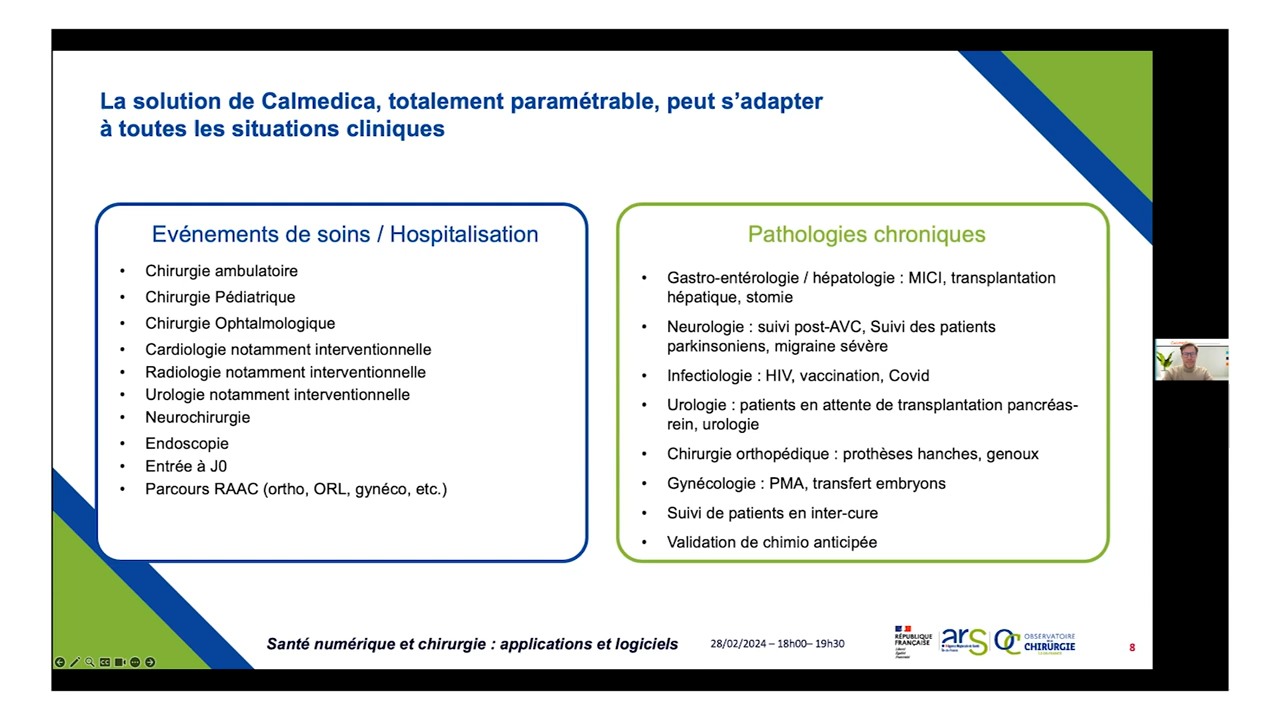 La solution de Calmedica, totalement paramétrable, peut s’adapter
à toutes les situations cliniques
Evénements de soins / Hospitalisation
• Chirurgie ambulatoire
• Chirurgie Pédiatrique
• Chirurgie Ophtalmologique
• Cardiologie notamment interventionnelle
• Radiologie notamment interventionnelle
• Urologie notamment interventionnelle
• Neurochirurgie
• Endoscopie
• Entrée à J0
• Parcours RAAC (ortho, ORL, gynéco, etc.)
Pathologies chroniques
• Gastro-entérologie / hépatologie : MICI, transplantation
hépatique, stomie
• Neurologie : suivi post-AVC, Suivi des patients
parkinsoniens, migraine sévère
• Infectiologie : HIV, vaccination, Covid
• Urologie : patients en attente de transplantation pancréas-
rein, urologie
• Chirurgie orthopédique : prothèses hanches, genoux
• Gynécologie : PMA, transfert embryons
• Suivi de patients en inter-cure
• Validation de chimio anticipée
Santé numérique et chirurgie : applications et logiciels
28/02/2024 – 18h00– 19h30
RÉPUBLIQUE
FRANÇAISE
ars
OC
OBSERVATOIRE
CHIRURGIE
8